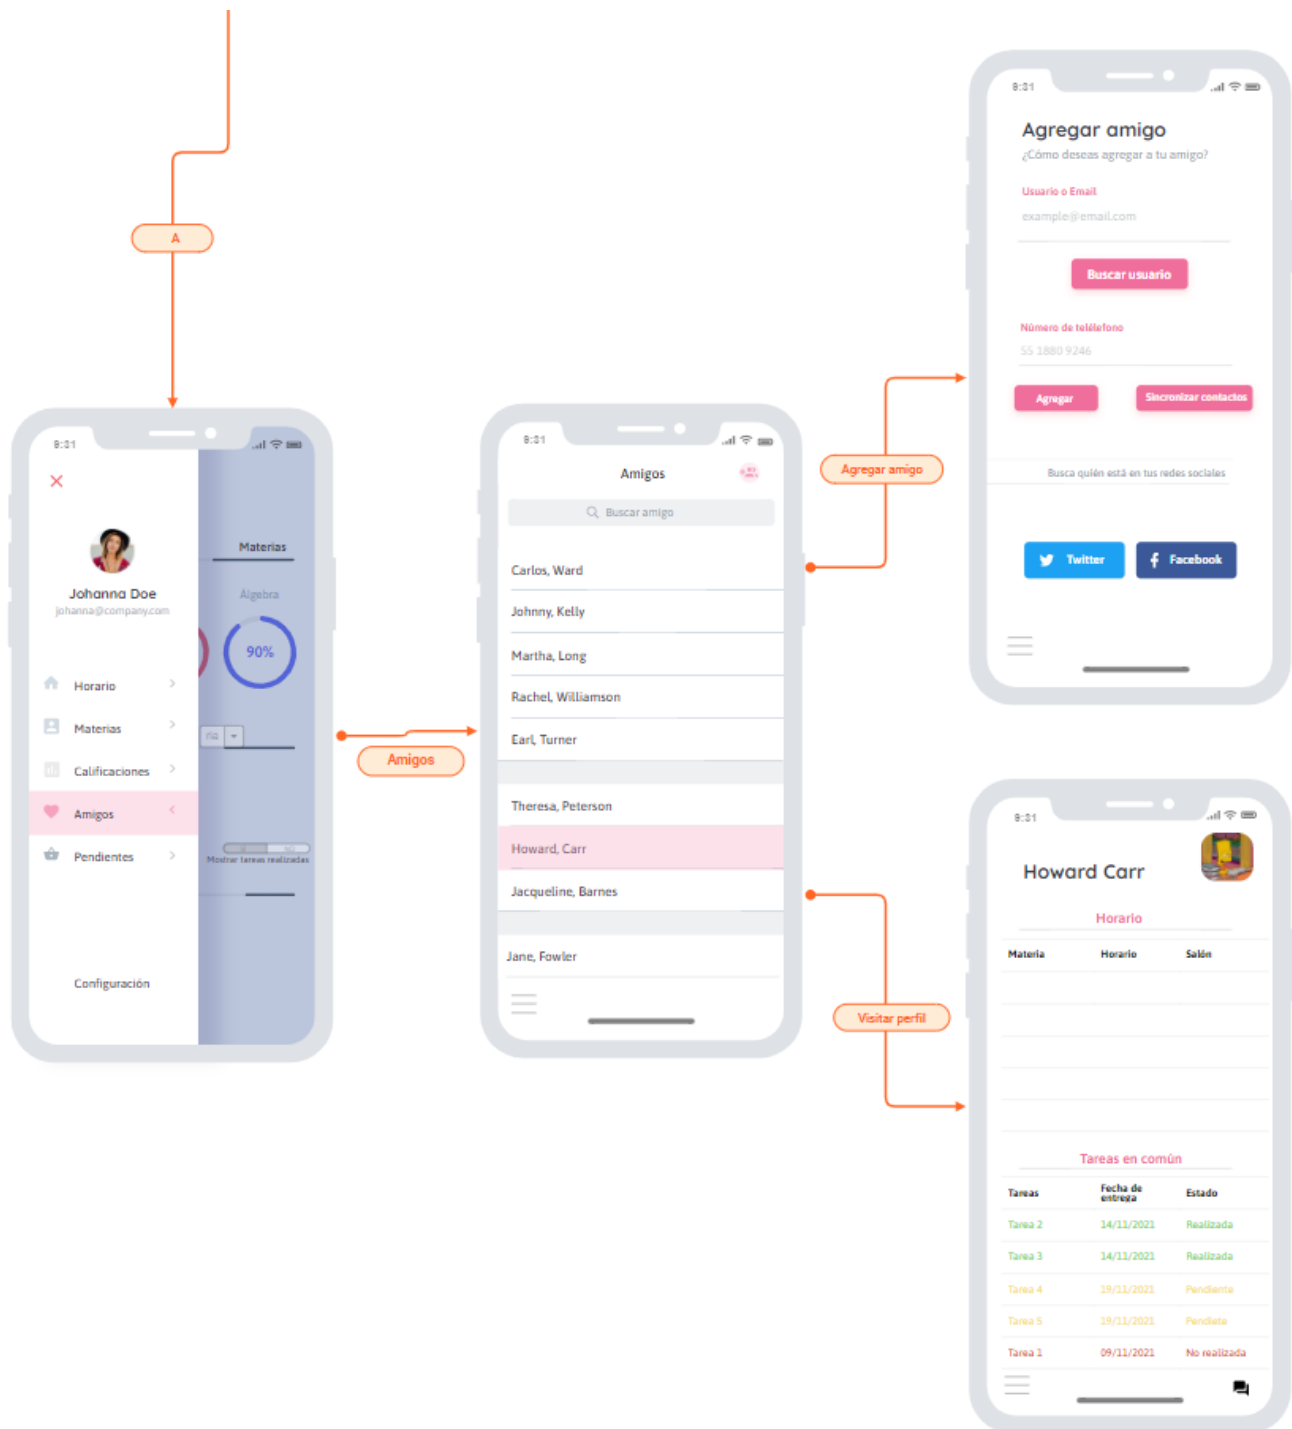 A
9:31
Johanna Doe
johanna@company.com
Horario
Materias
Calificaciones
Amigos
Pendientes
Configuración
Materias
Algebra
90%
ria
Mostrar tareas realizadas
Amigos
9:31
Amigos
Buscar amigo
Carlos, Ward
Johnny, Kelly
Martha, Long
Rachel, Williamson
Earl, Turner
Theresa, Peterson
Howard, Carr
Jacqueline, Barnes
Jane, Fowler
Agregar amigo
Visitar perfil
9:31
Agregar amigo
¿Cómo deseas agregar a tu amigo?
Usuario o Email
example@email.com
Buscar usuario
Número de telélefono
55 1880 9246
Agregar Sincronizar contactos
Busca quién está en tus redes sociales
Twitter Facebook
9:31
Howard Carr
Horario
Materia Horario Salón
Tareas en común
Tareas Fecha de entrega Estado
Tarea 2 14/11/2021 Realizada
Tarea 3 14/11/2021 Realizada
Tarea 4 19/11/2021 Pendiente
Tarea 5 19/11/2021 Pendiete
Tarea 1 09/11/2021 No realizada